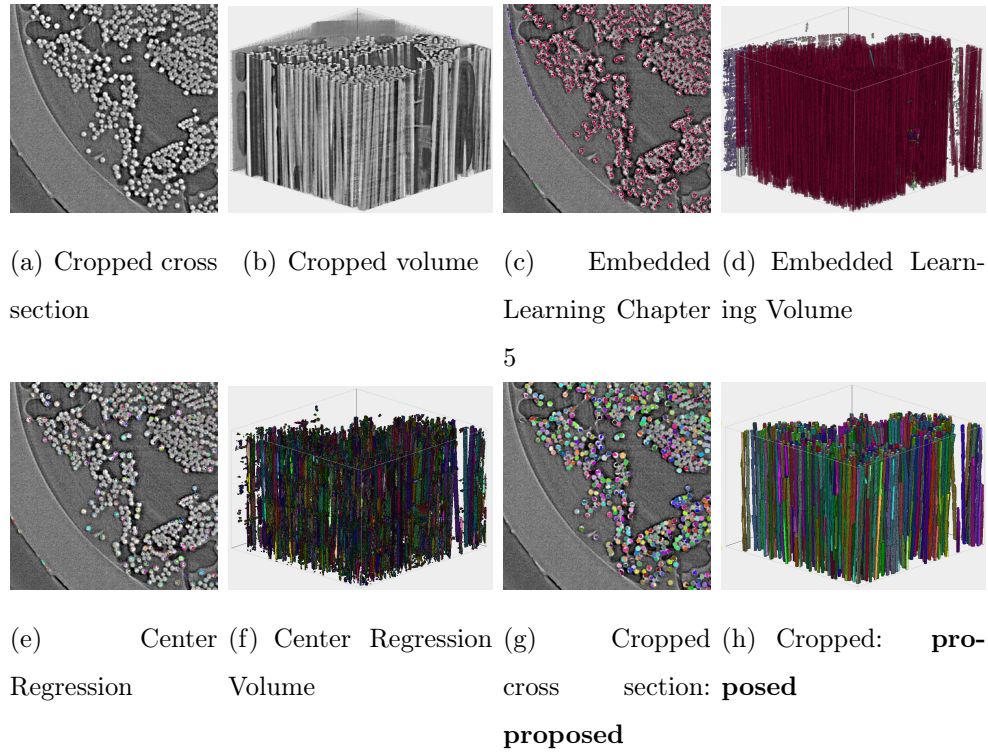 (a) Cropped cross
section
(b) Cropped volume
(c) Embedded
Learning Chapter
5
(d) Embedded Learn-
ing Volume
(e) Center
Regression
(f) Center Regression
Volume
(g) Cropped
cross section:
proposed
(h) Cropped: pro-
posed